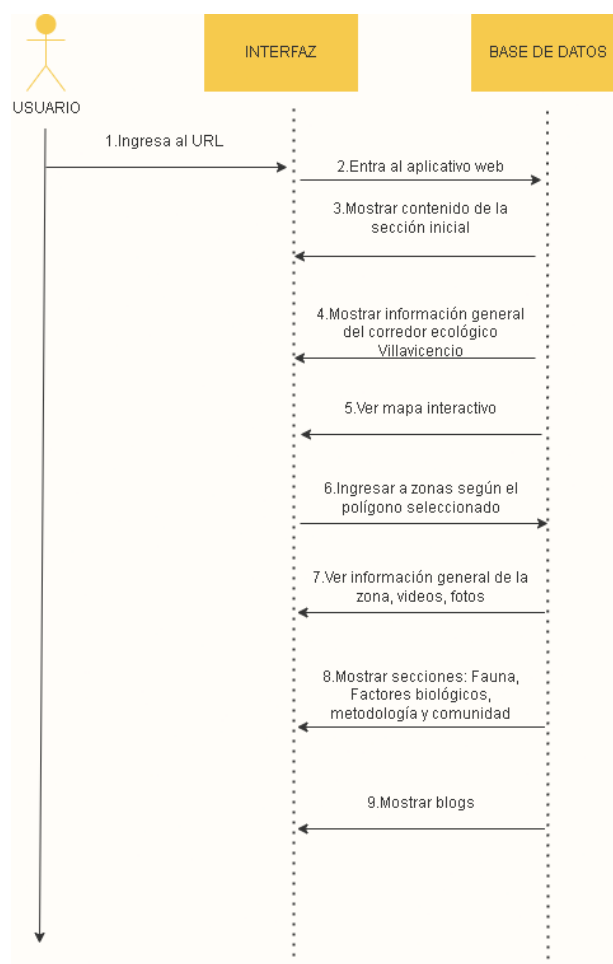 INTERFAZ
BASE DE DATOS
USUARIO
1.Ingresa al URL
2.Entra al aplicativo web
3.Mostrar contenido de la
sección inicial
4.Mostrar información general
del corredor ecológico
Villavicencio
5.Ver mapa interactivo
6.Ingresar a zonas según el
polígono seleccionado
7.Ver información general de la
zona, videos, fotos
8.Mostrar secciones: Fauna,
Factores biológicos,
metodología y comunidad
9.Mostrar blogs